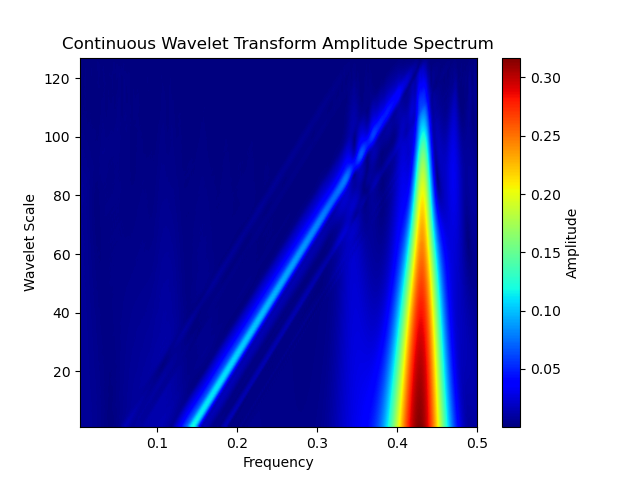 Continuous Wavelet Transform Amplitude Spectrum
120
100
80
60
40
20
Wavelet Scale
0.1 0.2 0.3 0.4 0.5
Frequency
0.30
0.25
0.20
0.15
0.10
0.05
Amplitude